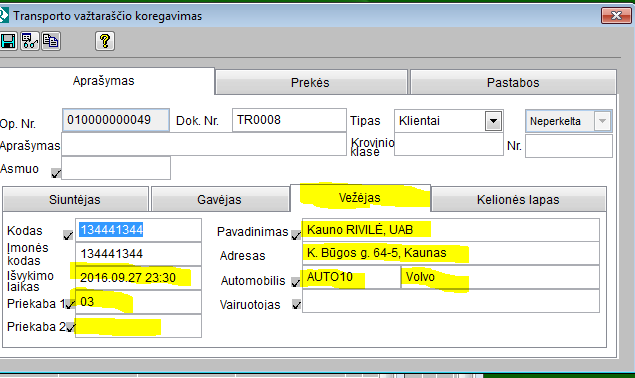 Transporto važtaraščio koregavimas
Aprašymas Prekės Pastabos
Op. Nr. 010000000049 Dok. Nr. TR0008 Tipas Klientai Neperkelta
Aprašymas Krovinio klasė Nr.
Asmuo
Siuntėjas Gavėjas Vežėjas Kelionės lapas
Kodas 134441344 Pavadinimas Kauno RIVILĖ, UAB
Įmonės kodas 134441344 Adresas K. Būgos g. 64-5, Kaunas
Išvykimo laikas 2016.09.27 23:30 Automobilis AUTO10 Volvo
Priekaba 1 03 Vairuotojas
Priekaba 2